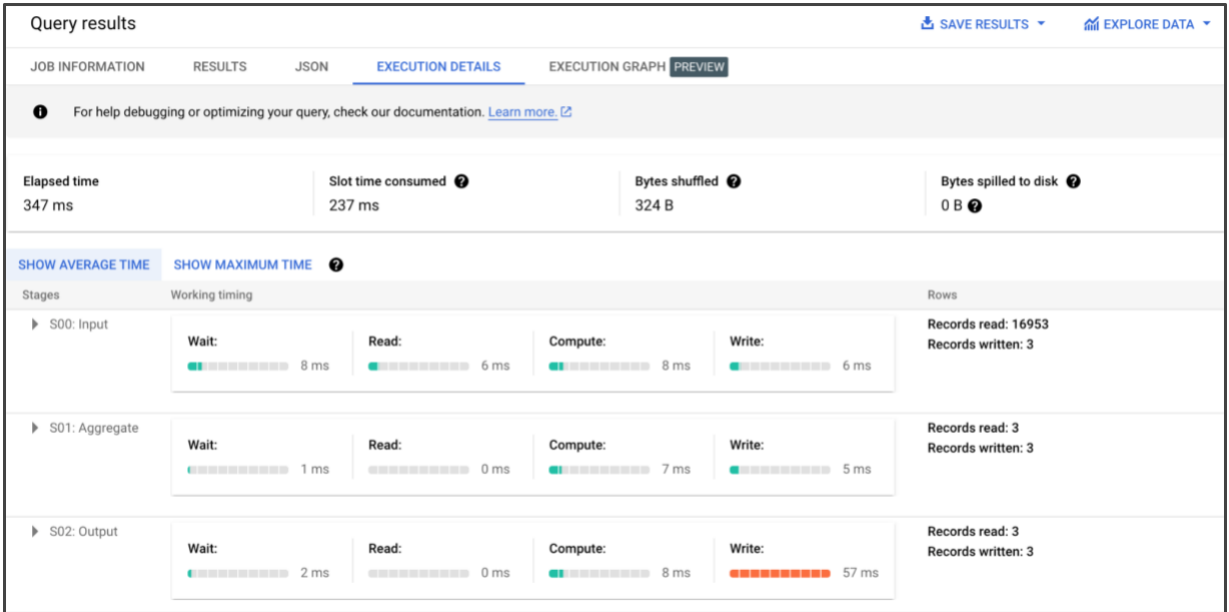 Query results
SAVE RESULTS
EXPLORE DATA
JOB INFORMATION RESULTS JSON EXECUTION DETAILS EXECUTION GRAPH PREVIEW
For help debugging or optimizing your query, check our documentation. Learn more.
Elapsed time Slot time consumed Bytes shuffled Bytes spilled to disk
347 ms 237 ms 324 B 0 B
SHOW AVERAGE TIME SHOW MAXIMUM TIME
Stages Working timing Rows
S00: Input
Wait: Read: Compute: Write:
8 ms 6 ms 8 ms 6 ms
Records read: 16953
Records written: 3
S01: Aggregate
Wait: Read: Compute: Write:
1 ms 0 ms 7 ms 5 ms
Records read: 3
Records written: 3
S02: Output
Wait: Read: Compute: Write:
2 ms 0 ms 8 ms 57 ms
Records read: 3
Records written: 3